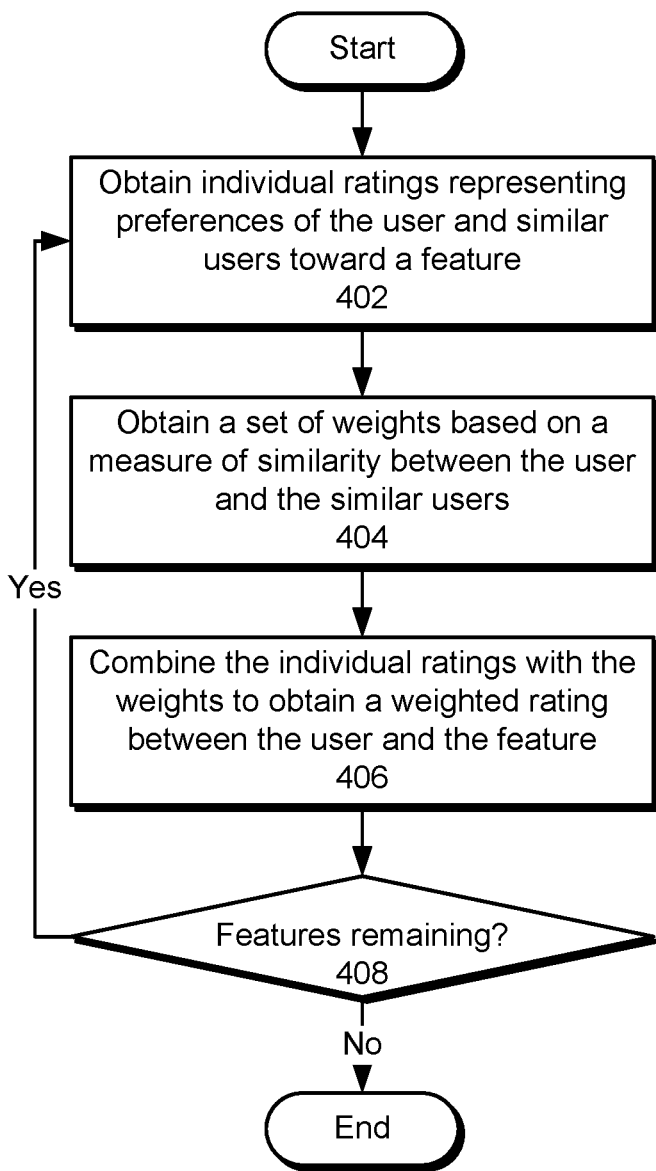 Start
Obtain individual ratings representing
preferences of the user and similar
users toward a feature
402
Obtain a set of weights based on a
measure of similarity between the user
and the similar users
404
Yes
Combine the individual ratings with the
weights to obtain a weighted rating
between the user and the feature
406
Features remaining?
408
No
End